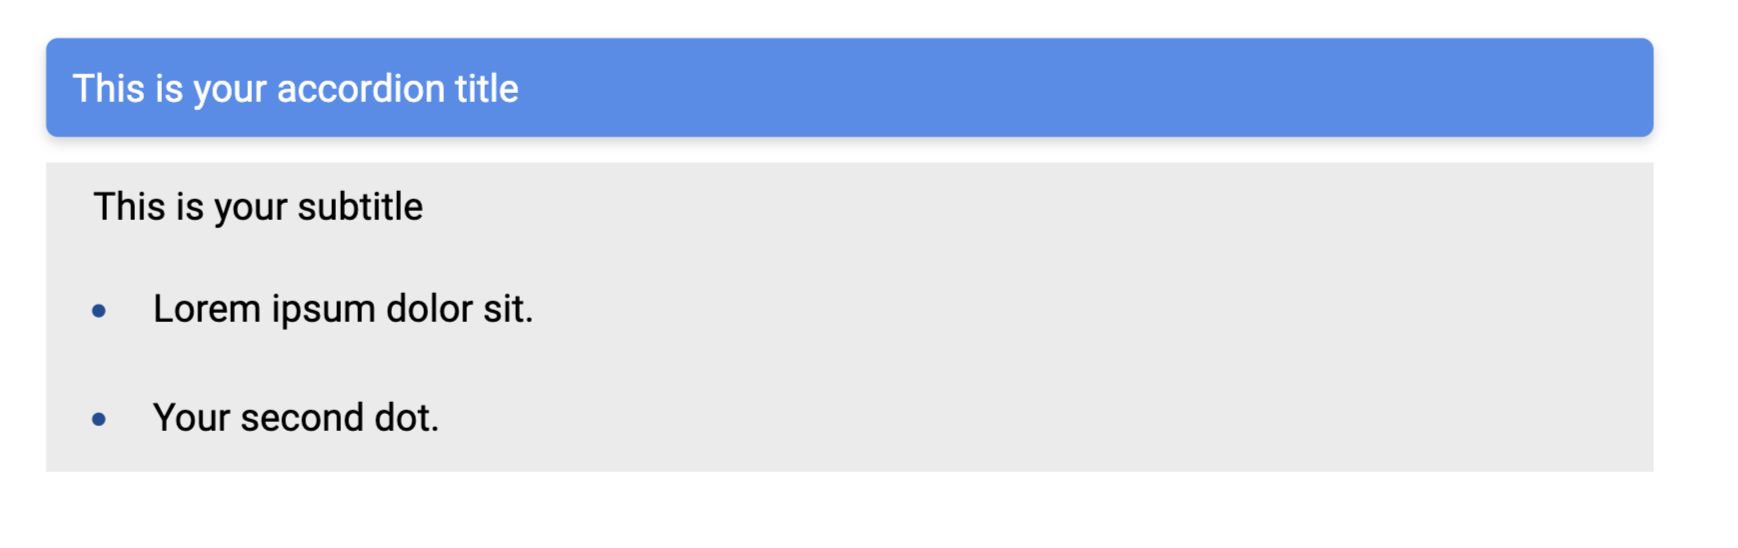 This is your accordion title
This is your subtitle
• Lorem ipsum dolor sit.
• Your second dot.